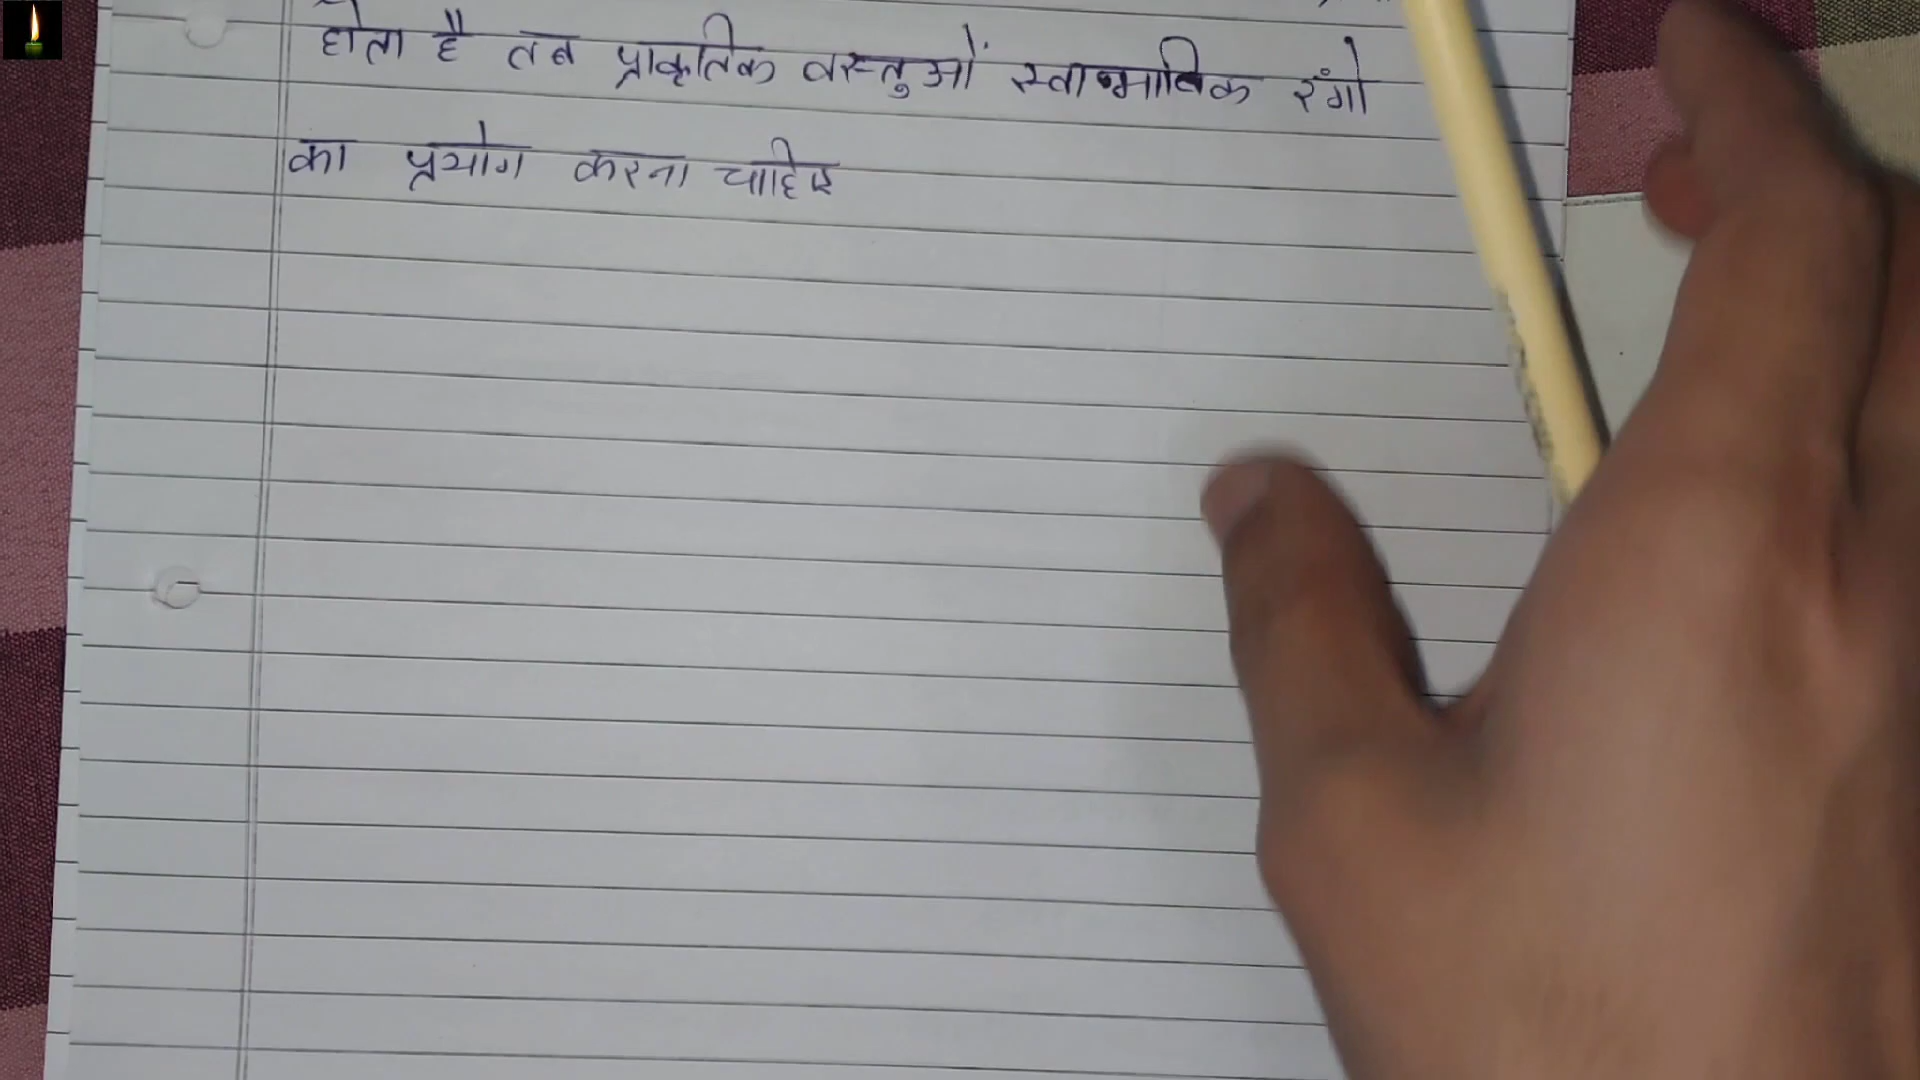 होता है तब प्राकृतिक वस्तुओं स्वाभाविक रंगो
का प्रयोग करना चाहिए